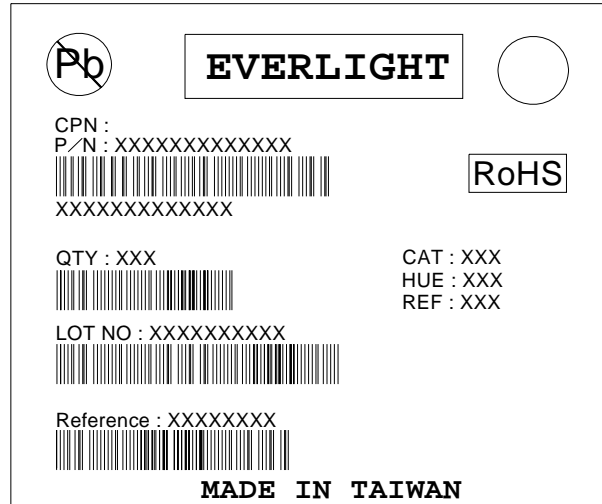 Pb
EVERLIGHT
CPN :
P/N : XXXXXXXXXXXXX
RoHS
XXXXXXXXXXXXX
QTY : XXX
CAT : XXX
HUE : XXX
REF : XXX
LOT NO : XXXXXXXXXX
Reference : XXXXXXXX
MADE IN TAIWAN